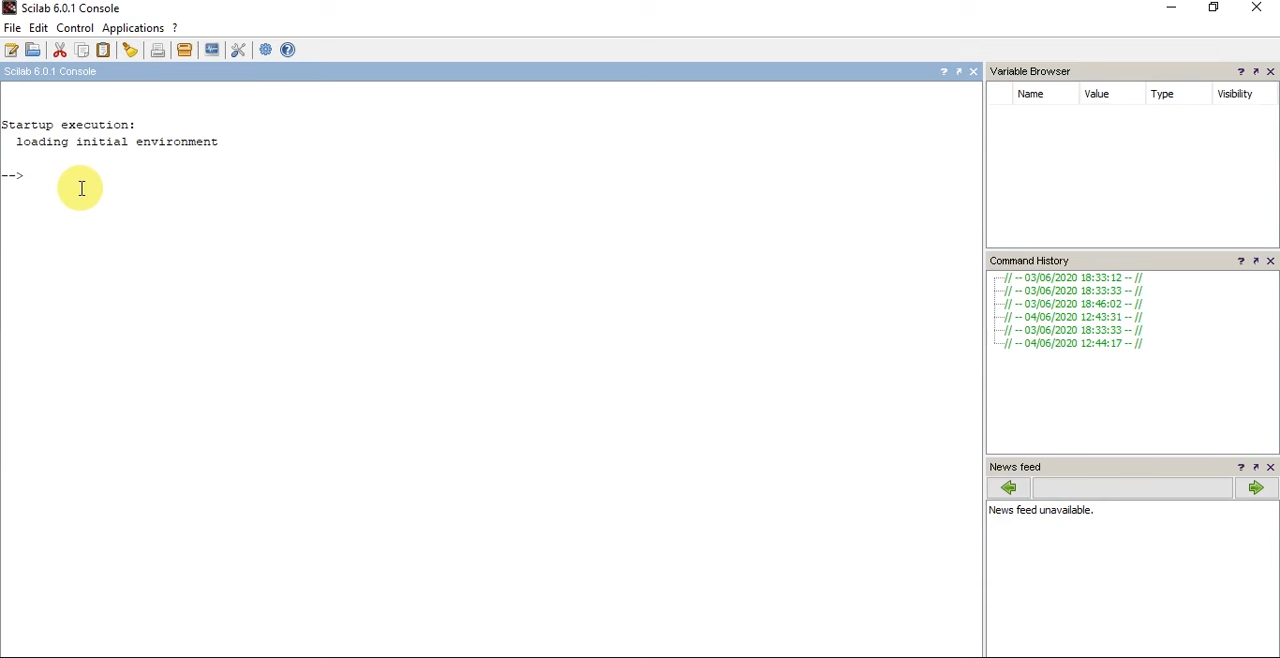 Scilab 6.0.1 Console
File Edit Control Applications ?
Scilab 6.0.1 Console
Startup execution:
loading initial environment
-->
Variable Browser
Name Value Type Visibility
Command History
// -- 03/06/2020 18:33:12 -- //
// -- 03/06/2020 18:33:33 -- //
// -- 03/06/2020 18:46:02 -- //
// -- 04/06/2020 12:43:31 -- //
// -- 03/06/2020 18:33:33 -- //
// -- 04/06/2020 12:44:17 -- //
News feed
News feed unavailable.